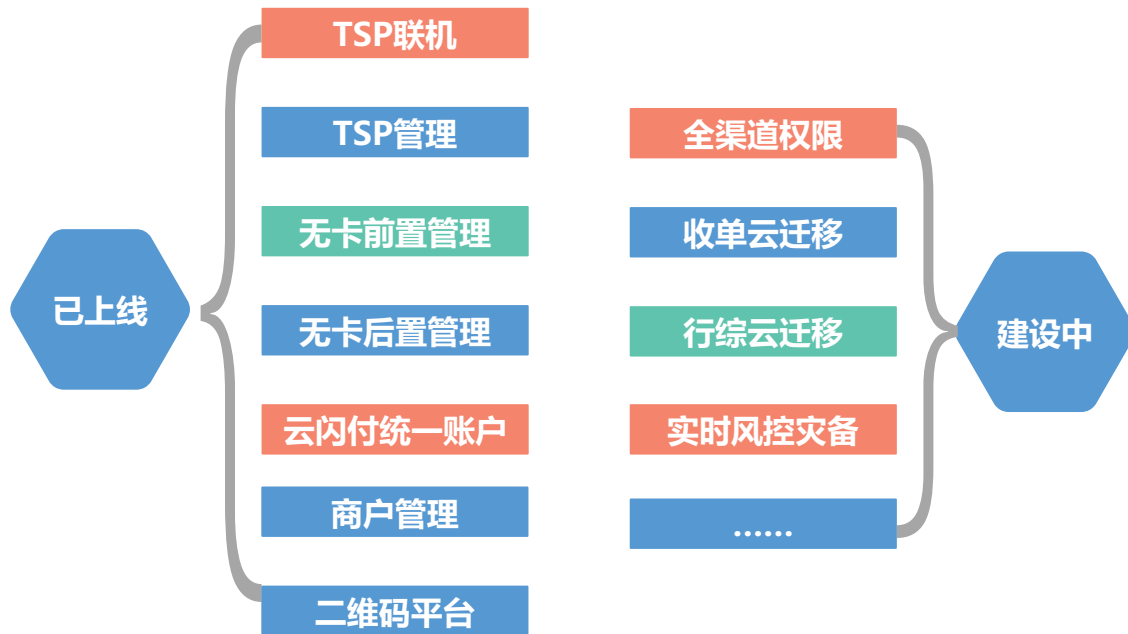 已上线
TSP联机
TSP管理
无卡前置管理
无卡后置管理
云闪付统一账户
商户管理
二维码平台
全渠道权限
收单云迁移
行综云迁移
实时风控灾备
……
建设中